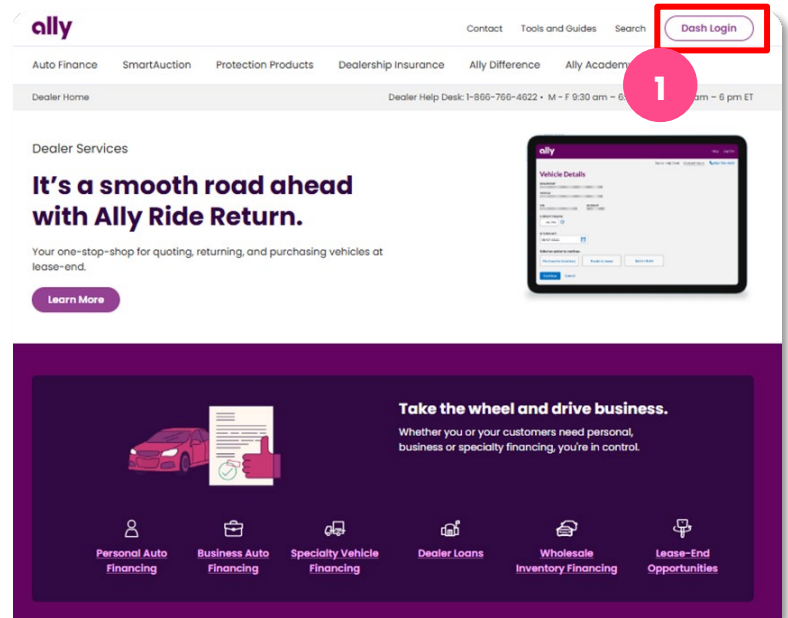 ally
Contact Tools and Guides Search Dash Login
Auto Finance SmartAuction Protection Products Dealership Insurance Ally Difference Ally Academy
1
Dealer Home Dealer Help Desk: 1-866-766-4622 • M - F 9:30 am – 6 am – 6 pm ET
Dealer Services
It’s a smooth road ahead
with Ally Ride Return.
Your one-stop-shop for quoting, returning, and purchasing vehicles at
lease-end.
Learn More
ally
Vehicle Details
Take the wheel and drive business.
Whether you or your customers need personal,
business or specialty financing, you're in control.
Personal Auto
Financing
Business Auto
Financing
Specialty Vehicle
Financing
Dealer Loans
Wholesale
Inventory Financing
Lease-End
Opportunities